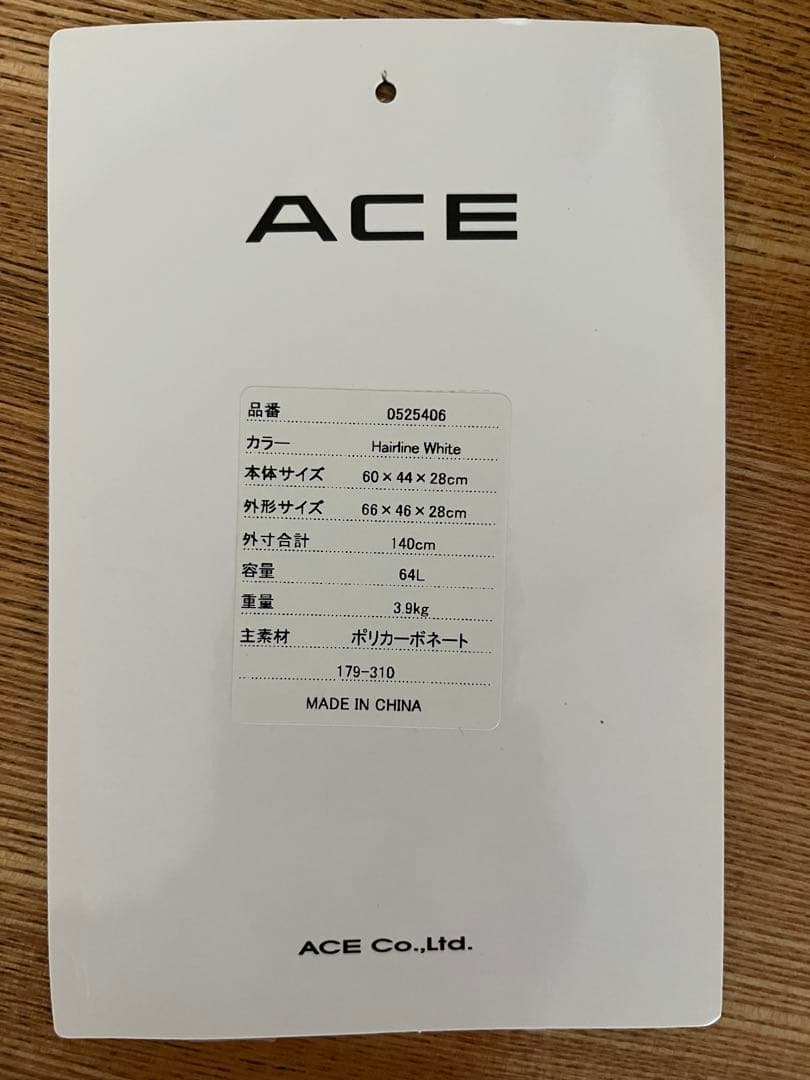 ACE
品番 0525406
カラー Hairline White
本体サイズ 60×44×28cm
外形サイズ 66×46×28cm
外寸合計 140cm
容量 64L
重量 3.9kg
主素材 ポリカーボネート
179-310
MADE IN CHINA
ACE Co.,Ltd.